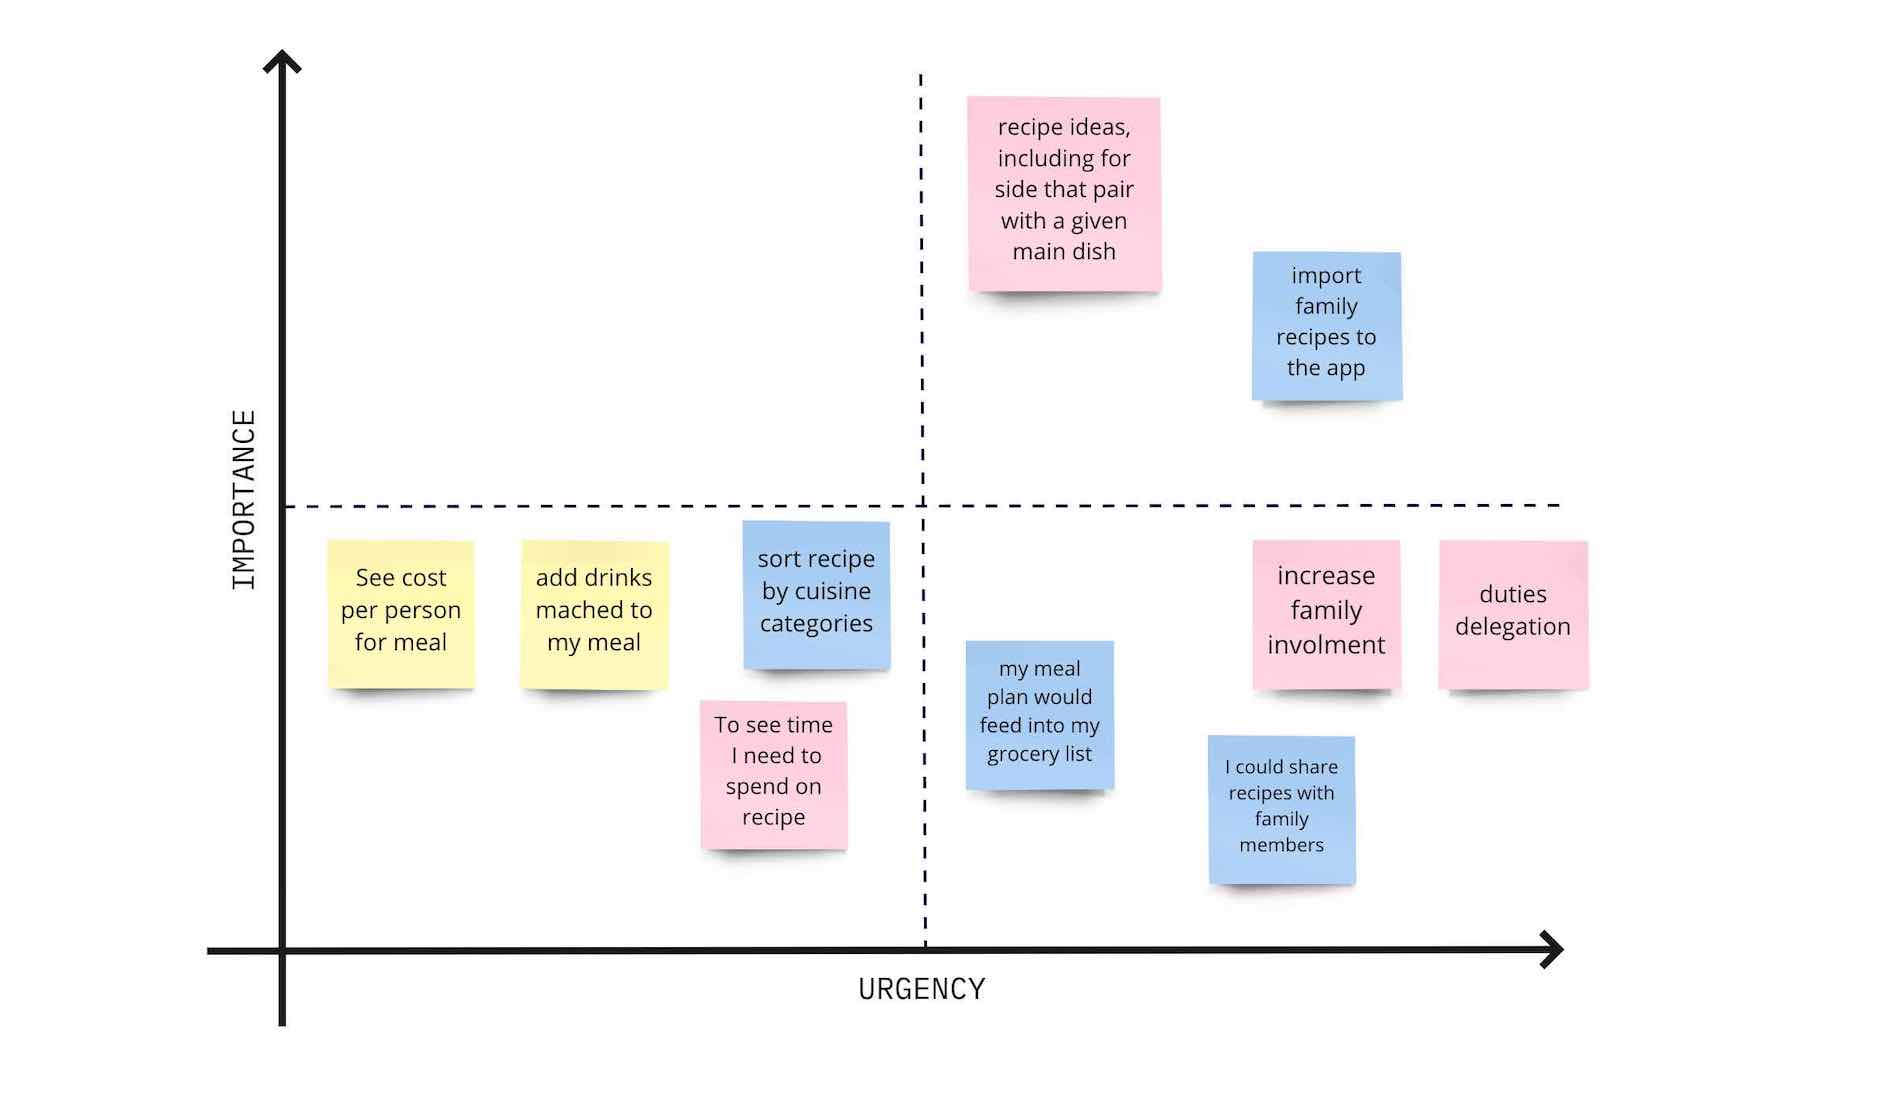 recipe ideas,
including for
side that pair
with a given
main dish
import
family
recipes to
the app
IMPORTANCE
See cost
per person
for meal
add drinks
mached to
my meal
sort recipe
by cuisine
categories
increase
family
involment
duties
delegation
To see time
I need to
spend on
recipe
my meal
plan would
feed into my
grocery list
I could share
recipes with
family
members
URGENCY